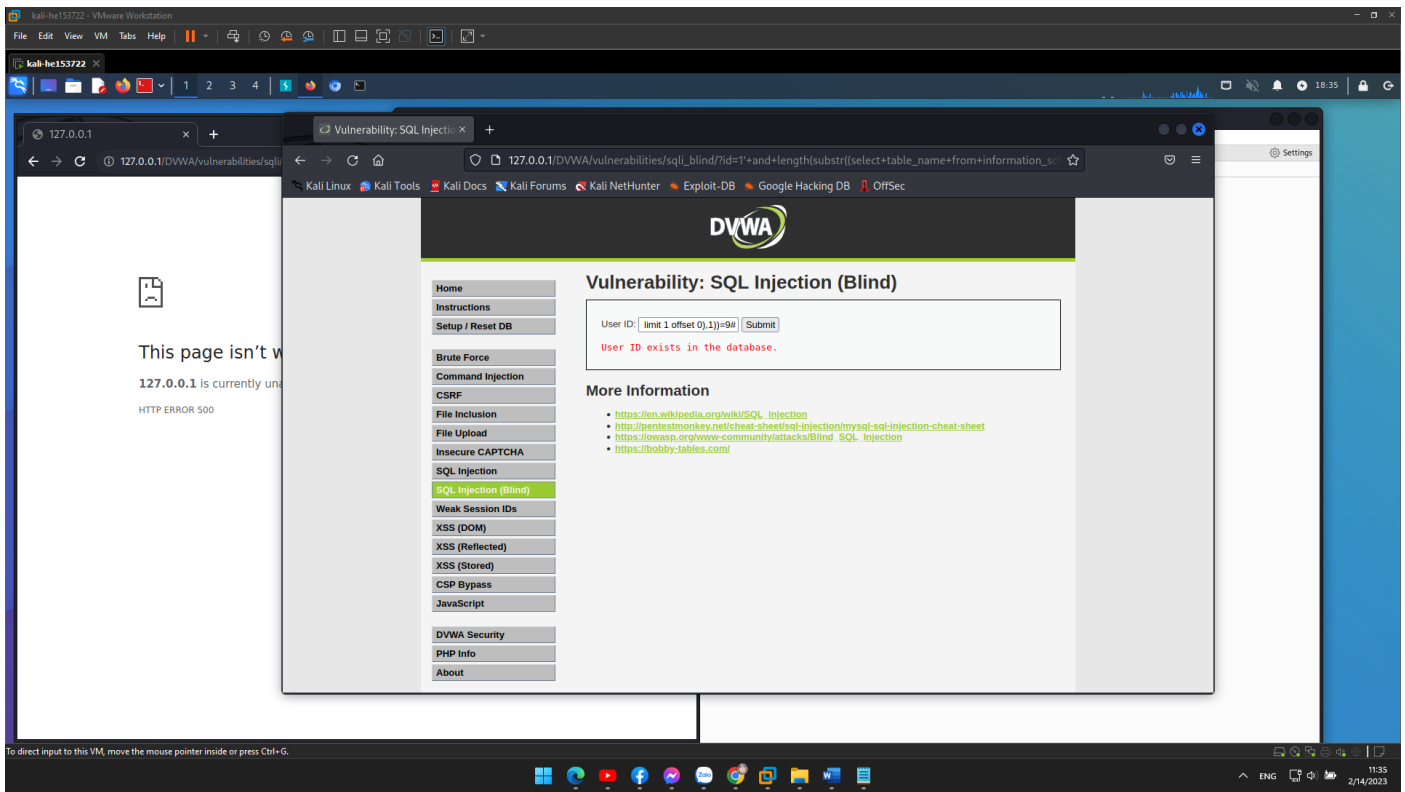 kali-he153722 - VMware Workstation
File Edit View VM Tabs Help
kali-he153722
1 2 3 4
18:35
127.0.0.1
127.0.0.1/DVWA/vulnerabilities/sqli
This page isn't w
127.0.0.1 is currently una
HTTP ERROR 500
Settings
Vulnerability: SQL Injectio
127.0.0.1/DVWA/vulnerabilities/sqli_blind/?id=1'+and+length(substr((select+table_name+from+information_sc
Kali Linux Kali Tools Kali Docs Kali Forums Kali NetHunter Exploit-DB Google Hacking DB OffSec
DVWA
Home
Instructions
Setup / Reset DB
Brute Force
Command Injection
CSRF
File Inclusion
File Upload
Insecure CAPTCHA
SQL Injection
SQL Injection (Blind)
Weak Session IDs
XSS (DOM)
XSS (Reflected)
XSS (Stored)
CSP Bypass
JavaScript
DVWA Security
PHP Info
About
Vulnerability: SQL Injection (Blind)
User ID: limit 1 offset 0),1))=9# Submit
User ID exists in the database.
More Information
https://en.wikipedia.org/wiki/SQL_injection
http://pentestmonkey.net/cheat-sheet/sql-injection/mysql-sql-injection-cheat-sheet
https://owasp.org/www-community/attacks/Blind_SQL_Injection
https://bobby-tables.com/
To direct input to this VM, move the mouse pointer inside or press Ctrl+G.
Zalo
ENG
11:35
2/14/2023